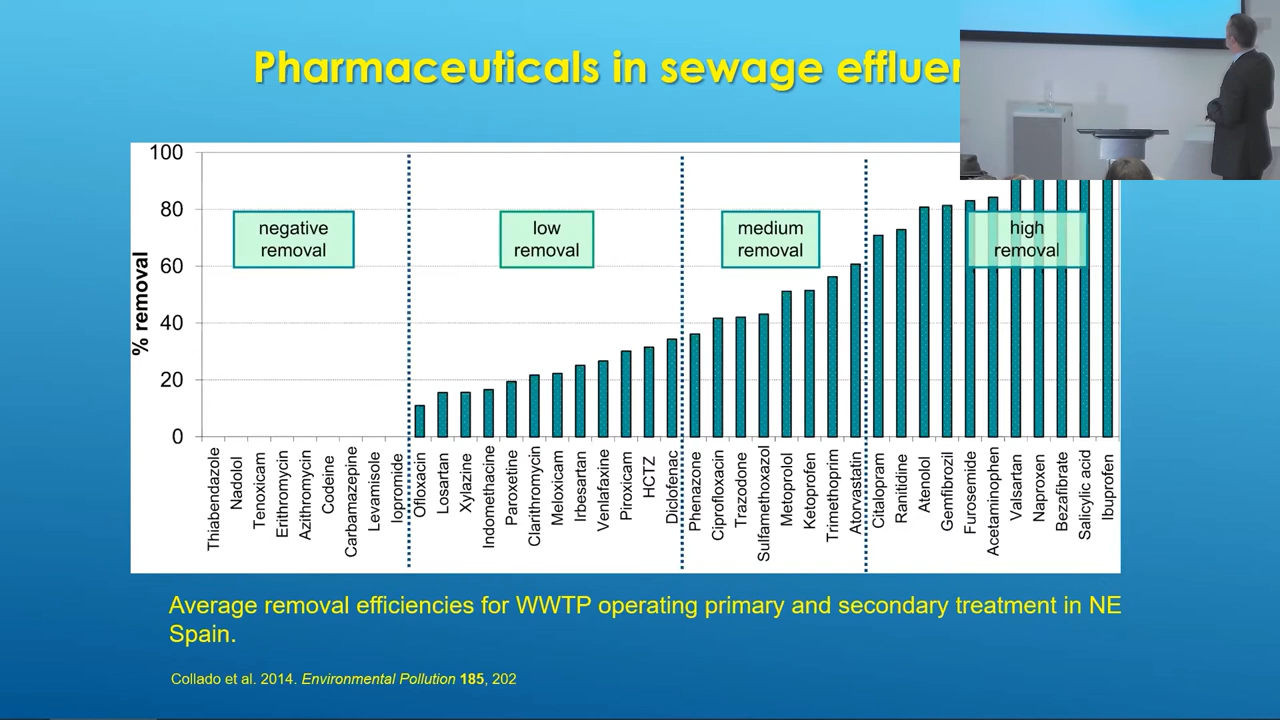 Pharmaceuticals in sewage
100
80
60
40
20
0
% removal
negative
removal
low
removal
medium
removal
high
removal
Thiabendazole
Nadolol
Tenoxicam
Erithromycin
Azithromycin
Codeine
Carbamazepine
Levamisole
Iopromide
Ofloxacin
Losartan
Xylazine
Indomethacine
Paroxetine
Clarithromycin
Meloxicam
Irbesartan
Venlafaxine
Piroxicam
HCTZ
Diclofenac
Phenazone
Ciprofloxacin
Trazodone
Sulfamethoxazol
Metoprolol
Ketoprofen
Trimethoprim
Atorvastatin
Citalopram
Ranitidine
Atenolol
Gemfibrozil
Furosemide
Acetaminophen
Valsartan
Naproxen
Bezafibrate
Salicylic acid
Ibuprofen
Average removal efficiencies for WWTP operating primary and secondary treatment in NE
Spain.
Collado et al. 2014. Environmental Pollution 185, 202